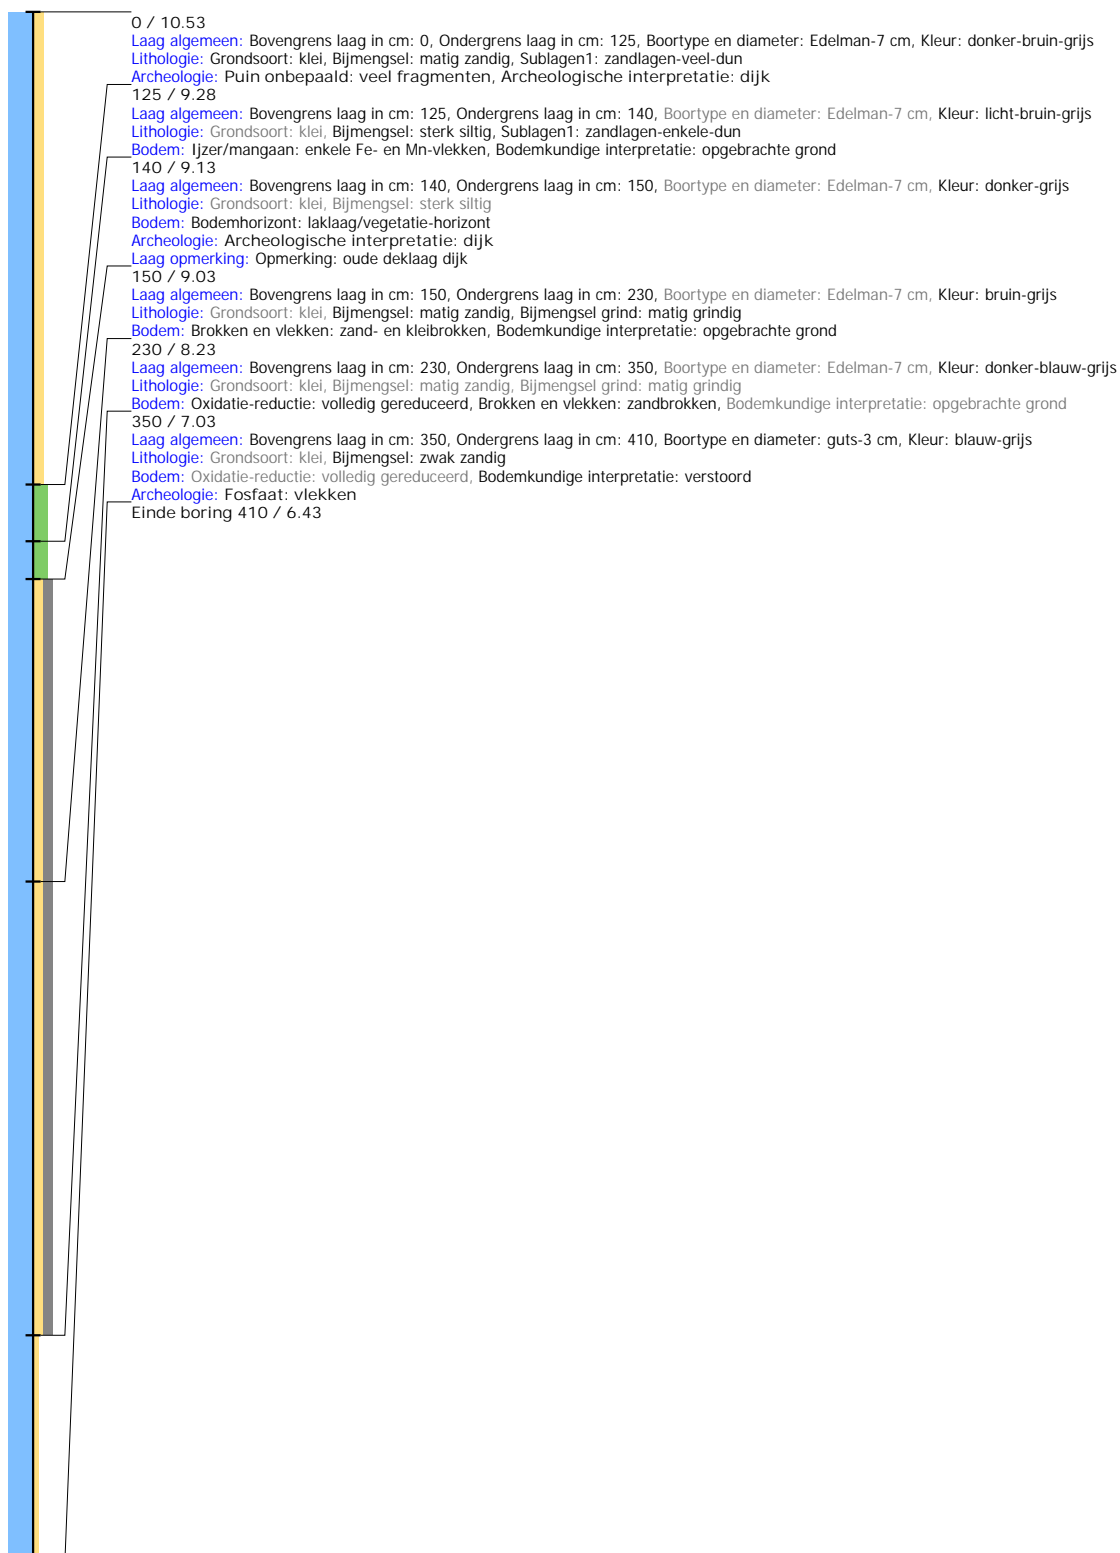 0 / 10.53
Laag algemeen: Bovengrens laag in cm: 0, Ondergrens laag in cm: 125, Boortype en diameter: Edelman-7 cm, Kleur: donker-bruin-grijs
Lithologie: Grondsoort: klei, Bijmengsel: matig zandig, Sublagen1: zandlagen-veel-dun
Archeologie: Puin onbepaald: veel fragmenten, Archeologische interpretatie: dijk
125 / 9.28
Laag algemeen: Bovengrens laag in cm: 125, Ondergrens laag in cm: 140, Boortype en diameter: Edelman-7 cm, Kleur: licht-bruin-grijs
Lithologie: Grondsoort: klei, Bijmengsel: sterk siltig, Sublagen1: zandlagen-enkele-dun
Bodem: Ijzer/mangaan: enkele Fe- en Mn-vlekken, Bodemkundige interpretatie: opgebrachte grond
140 / 9.13
Laag algemeen: Bovengrens laag in cm: 140, Ondergrens laag in cm: 150, Boortype en diameter: Edelman-7 cm, Kleur: donker-grijs
Lithologie: Grondsoort: klei, Bijmengsel: sterk siltig
Bodem: Bodemhorizont: laklaag/vegetatie-horizont
Archeologie: Archeologische interpretatie: dijk
Laag opmerking: Opmerking: oude deklaag dijk
150 / 9.03
Laag algemeen: Bovengrens laag in cm: 150, Ondergrens laag in cm: 230, Boortype en diameter: Edelman-7 cm, Kleur: bruin-grijs
Lithologie: Grondsoort: klei, Bijmengsel: matig zandig, Bijmengsel grind: matig grindig
Bodem: Brokken en vlekken: zand- en kleibrokken, Bodemkundige interpretatie: opgebrachte grond
230 / 8.23
Laag algemeen: Bovengrens laag in cm: 230, Ondergrens laag in cm: 350, Boortype en diameter: Edelman-7 cm, Kleur: donker-blauw-grijs
Lithologie: Grondsoort: klei, Bijmengsel: matig zandig, Bijmengsel grind: matig grindig
Bodem: Oxidatie-reductie: volledig gereduceerd, Brokken en vlekken: zandbrokken, Bodemkundige interpretatie: opgebrachte grond
350 / 7.03
Laag algemeen: Bovengrens laag in cm: 350, Ondergrens laag in cm: 410, Boortype en diameter: guts-3 cm, Kleur: blauw-grijs
Lithologie: Grondsoort: klei, Bijmengsel: zwak zandig
Bodem: Oxidatie-reductie: volledig gereduceerd, Bodemkundige interpretatie: verstoord
Archeologie: Fosfaat: vlekken
Einde boring 410 / 6.43